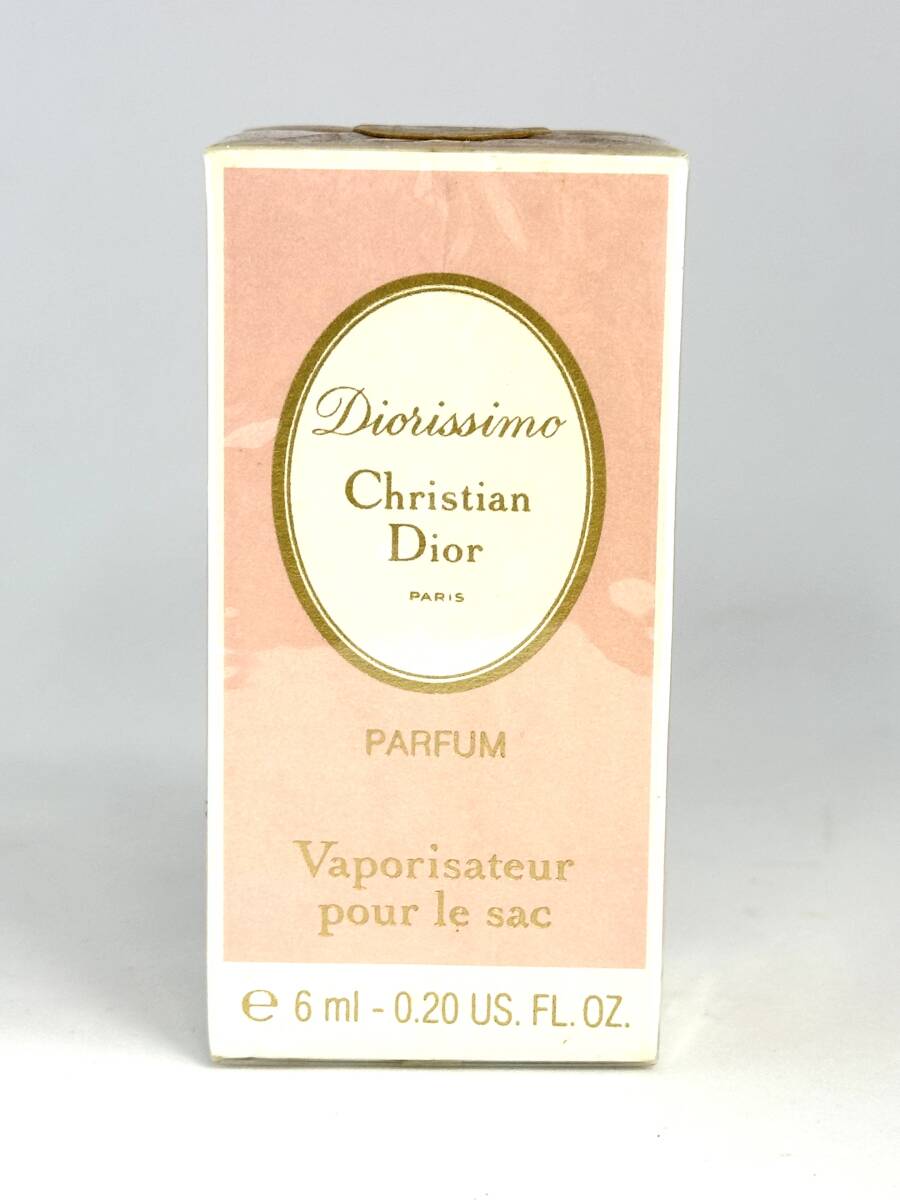 Diorissimo
Christian
Dior
PARIS
PARFUM
Vaporisateur
pour le sac
℮ 6 ml - 0.20 US. FL. OZ.